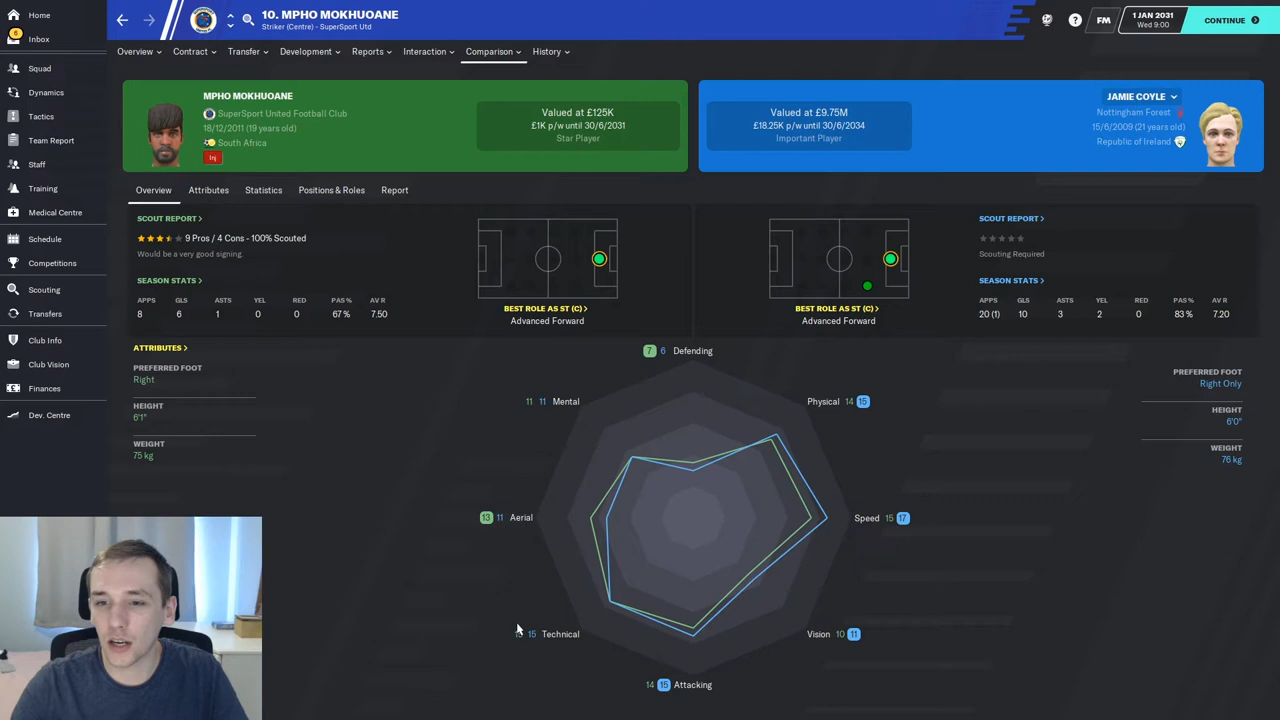 Home
6
Inbox
Squad
Dynamics
Tactics
Team Report
Staff
Training
Medical Centre
Schedule
Competitions
Scouting
Transfers
Club Info
Club Vision
Finances
Dev. Centre
10. MPHO MOKHUOANE
Striker (Centre) - SuperSport Utd
FM
1 JAN 2031
Wed 9:00
CONTINUE
Overview Contract Transfer Development Reports Interaction Comparison History
MPHO MOKHUOANE
SuperSport United Football Club
18/12/2011 (19 years old)
South Africa
Inj
Valued at £125K
£1K p/w until 30/6/2031
Star Player
Valued at £9.75M
£18.25K p/w until 30/6/2034
Important Player
JAMIE COYLE
Nottingham Forest
15/6/2009 (21 years old)
Republic of Ireland
Overview Attributes Statistics Positions & Roles Report
SCOUT REPORT >
9 Pros / 4 Cons - 100% Scouted
Would be a very good signing.
SEASON STATS >
APPS GLS ASTS YEL RED PAS % AV R
8 6 1 0 0 67 % 7.50
BEST ROLE AS ST (C) >
Advanced Forward
BEST ROLE AS ST (C) >
Advanced Forward
SCOUT REPORT >
Scouting Required
SEASON STATS >
APPS GLS ASTS YEL RED PAS % AV R
20 (1) 10 3 2 0 83 % 7.20
ATTRIBUTES >
PREFERRED FOOT
Right
HEIGHT
6'1"
WEIGHT
75 kg
7 6 Defending
11 11 Mental
Physical 14 15
13 11 Aerial
Speed 15 17
15 Technical
Vision 10 11
14 15 Attacking
PREFERRED FOOT
Right Only
HEIGHT
6'0"
WEIGHT
76 kg